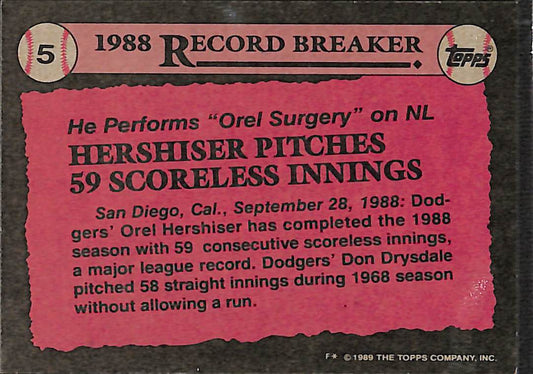 5
1988 RECORD BREAKER
TOPPS
He Performs "Orel Surgery" on NL
HERSHISER PITCHES
59 SCORELESS INNINGS
San Diego, Cal., September 28, 1988: Dod-
gers' Orel Hershiser has completed the 1988
season with 59 consecutive scoreless innings,
a major league record. Dodgers' Don Drysdale
pitched 58 straight innings during 1968 season
without allowing a run.
F* ©1989 THE TOPPS COMPANY, INC.